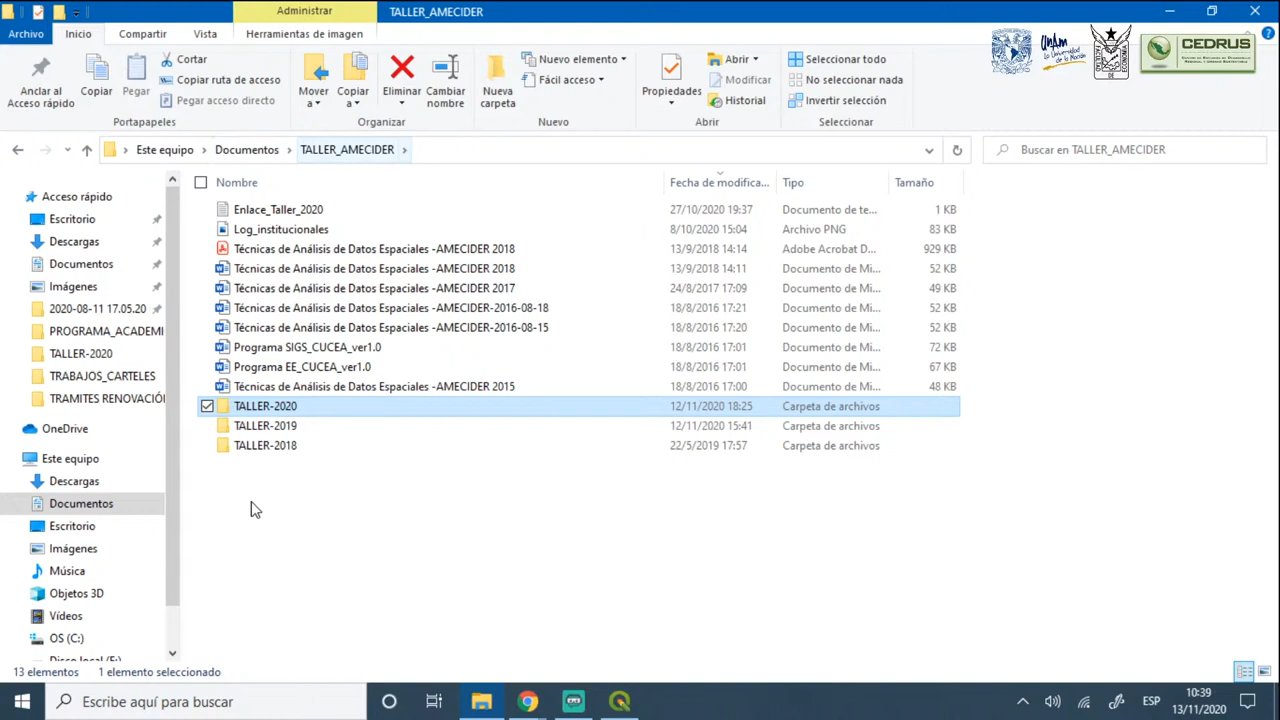 Administrar
TALLER_AMECIDER
Archivo
Inicio
Compartir
Vista
Herramientas de imagen
Anclar al
Acceso rápido
Copiar
Pegar
Cortar
Copiar ruta de acceso
Pegar acceso directo
Portapapeles
Mover
a
Copiar
a
Eliminar
Cambiar
nombre
Organizar
Nueva
carpeta
Nuevo elemento
Fácil acceso
Nuevo
Propiedades
Abrir
Modificar
Historial
Abrir
Seleccionar todo
No seleccionar nada
Invertir selección
Seleccionar
UNAM
La Universidad
de la Nación
CEDRUS
Este equipo
Documents
TALLER_AMECIDER
Buscar en TALLER_AMECIDER
Acceso rápido
Escritorio
Descargas
Documentos
Imágenes
2020-08-11 17.05.20
PROGRAMA_ACADEMI
TALLER-2020
TRABAJOS_CARTELES
TRAMITES RENOVACIÓN
OneDrive
Este equipo
Descargas
Documentos
Escritorio
Imágenes
Música
Objetos 3D
Vídeos
OS (C:)
Disco local (E:)
Nombre Fecha de modifica... Tipo Tamaño
Enlace_Taller_2020 27/10/2020 19:37 Documento de te... 1 KB
Log_institucionales 8/10/2020 15:04 Archivo PNG 83 KB
Técnicas de Análisis de Datos Espaciales -AMECIDER 2018 13/9/2018 14:14 Adobe Acrobat D... 929 KB
Técnicas de Análisis de Datos Espaciales -AMECIDER 2018 13/9/2018 14:11 Documento de Mi... 52 KB
Técnicas de Análisis de Datos Espaciales -AMECIDER 2017 24/8/2017 17:09 Documento de Mi... 49 KB
Técnicas de Análisis de Datos Espaciales -AMECIDER-2016-08-18 18/8/2016 17:21 Documento de Mi... 52 KB
Técnicas de Análisis de Datos Espaciales -AMECIDER-2016-08-15 18/8/2016 17:20 Documento de Mi... 52 KB
Programa SIGS_CUCEA_ver1.0 18/8/2016 17:01 Documento de Mi... 72 KB
Programa EE_CUCEA_ver1.0 18/8/2016 17:01 Documento de Mi... 67 KB
Técnicas de Análisis de Datos Espaciales -AMECIDER 2015 18/8/2016 17:00 Documento de Mi... 48 KB
TALLER-2020 12/11/2020 18:25 Carpeta de archivos
TALLER-2019 12/11/2020 15:41 Carpeta de archivos
TALLER-2018 22/5/2019 17:57 Carpeta de archivos
13 elementos 1 elemento seleccionado
Escribe aquí para buscar
ESP
10:39
13/11/2020